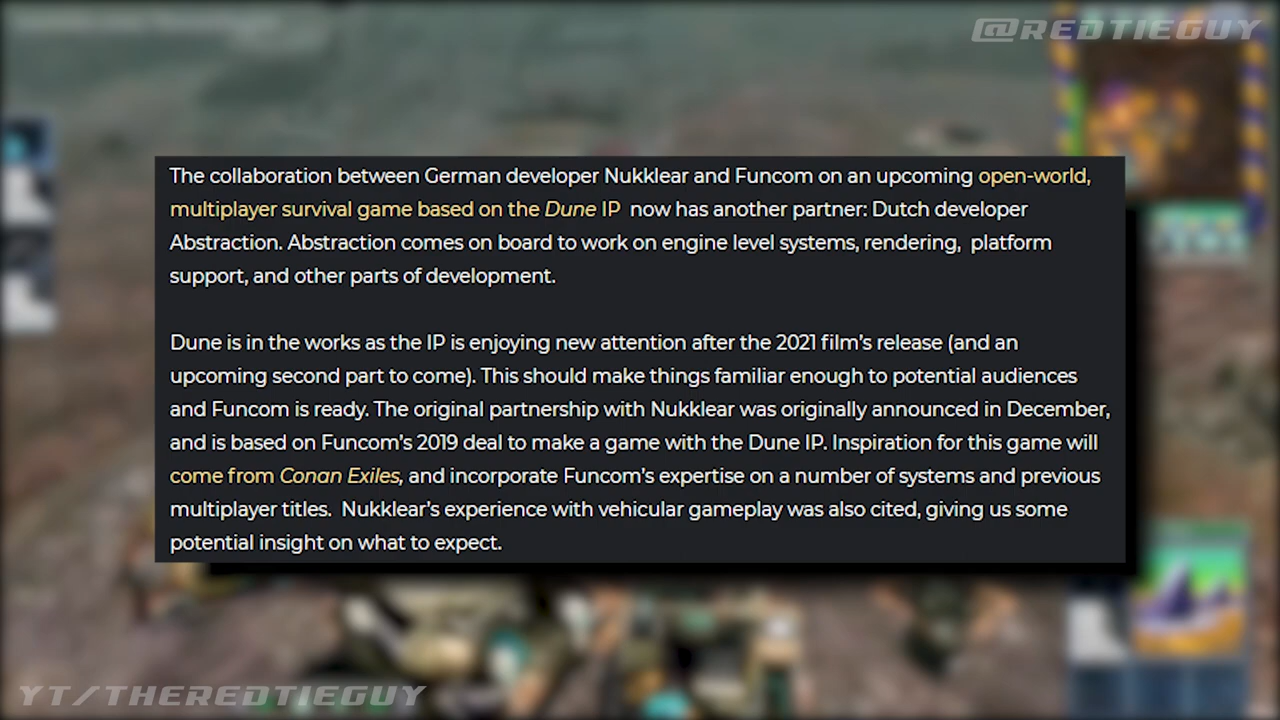 @REDTIEGUY
The collaboration between German developer Nukklear and Funcom on an upcoming open-world,
multiplayer survival game based on the Dune IP now has another partner: Dutch developer
Abstraction. Abstraction comes on board to work on engine level systems, rendering, platform
support, and other parts of development.
Dune is in the works as the IP is enjoying new attention after the 2021 film's release (and an
upcoming second part to come). This should make things familiar enough to potential audiences
and Funcom is ready. The original partnership with Nukklear was originally announced in December,
and is based on Funcom's 2019 deal to make a game with the Dune IP. Inspiration for this game will
come from Conan Exiles, and incorporate Funcom's expertise on a number of systems and previous
multiplayer titles. Nukklear's experience with vehicular gameplay was also cited, giving us some
potential insight on what to expect.
YT/THEREDTIEGUY